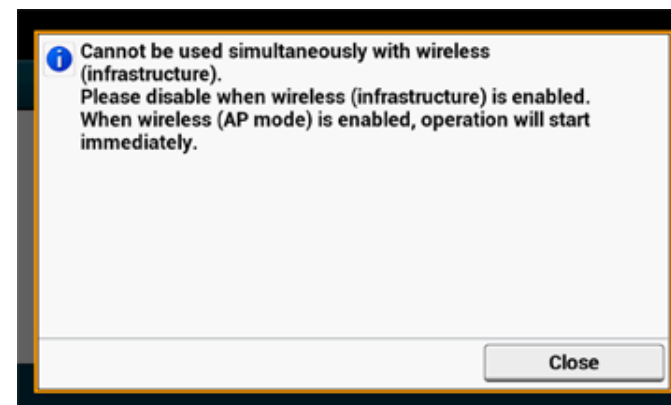 Cannot be used simultaneously with wireless
(infrastructure).
Please disable when wireless (infrastructure) is enabled.
When wireless (AP mode) is enabled, operation will start
immediately.
Close